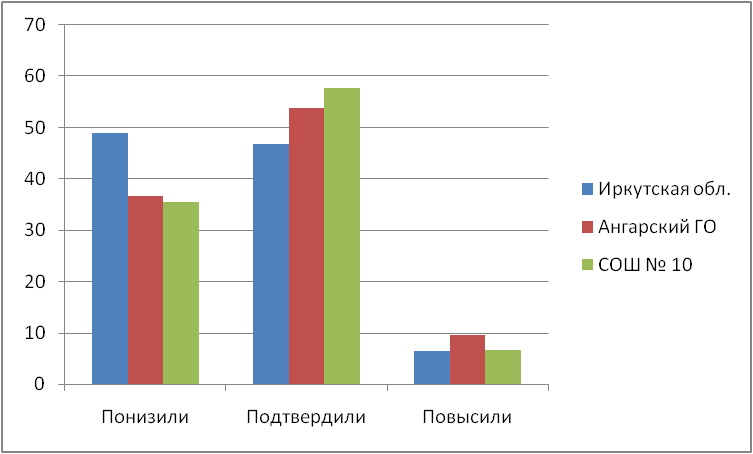 70
60
50
40
30
20
10
0
Понизили
Подтвердили
Повысили
Иркутская обл.
Ангарский ГО
СОШ № 10